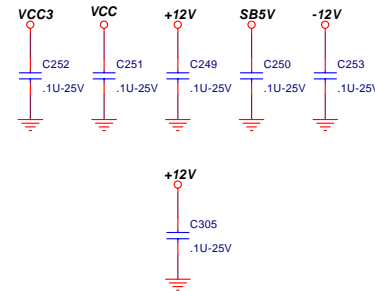 VCC3 VCC +12V SB5V -12V
C252 C251 C249 C250 C253
.1U-25V .1U-25V .1U-25V .1U-25V .1U-25V
+12V
C305
.1U-25V